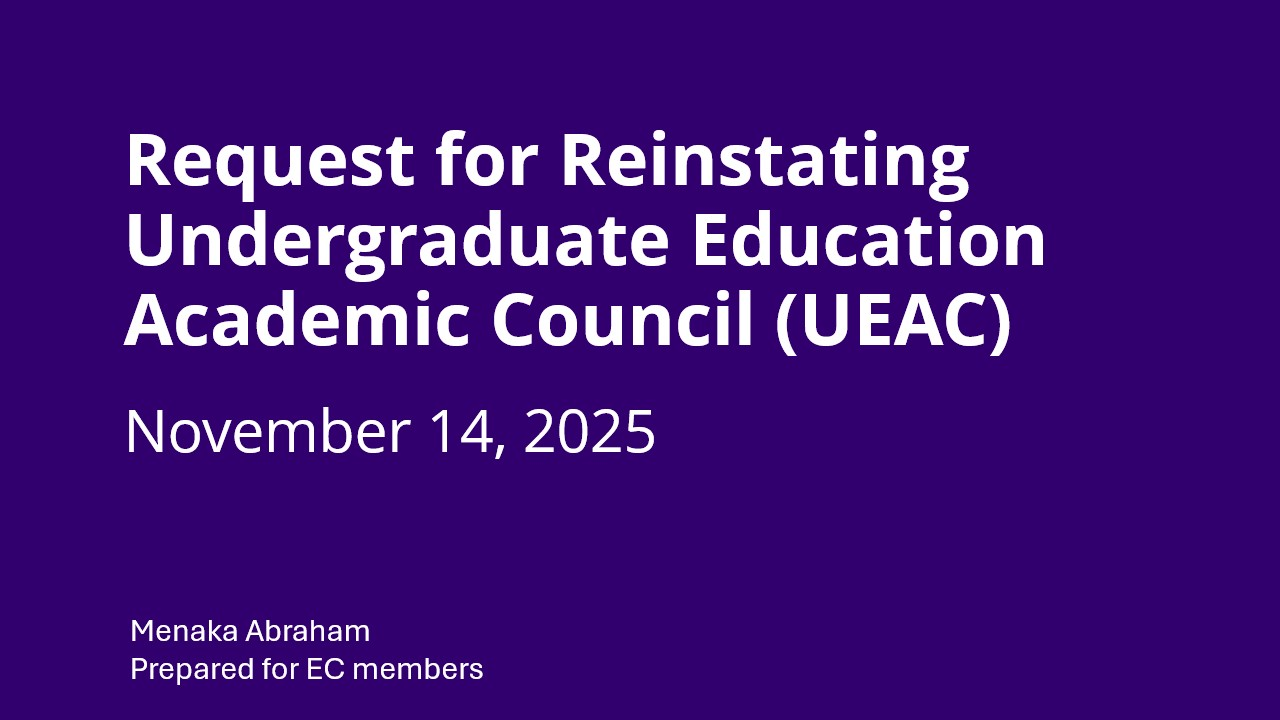 Request for Reinstating
Undergraduate Education
Academic Council (UEAC)
November 14, 2025
Menaka Abraham
Prepared for EC members